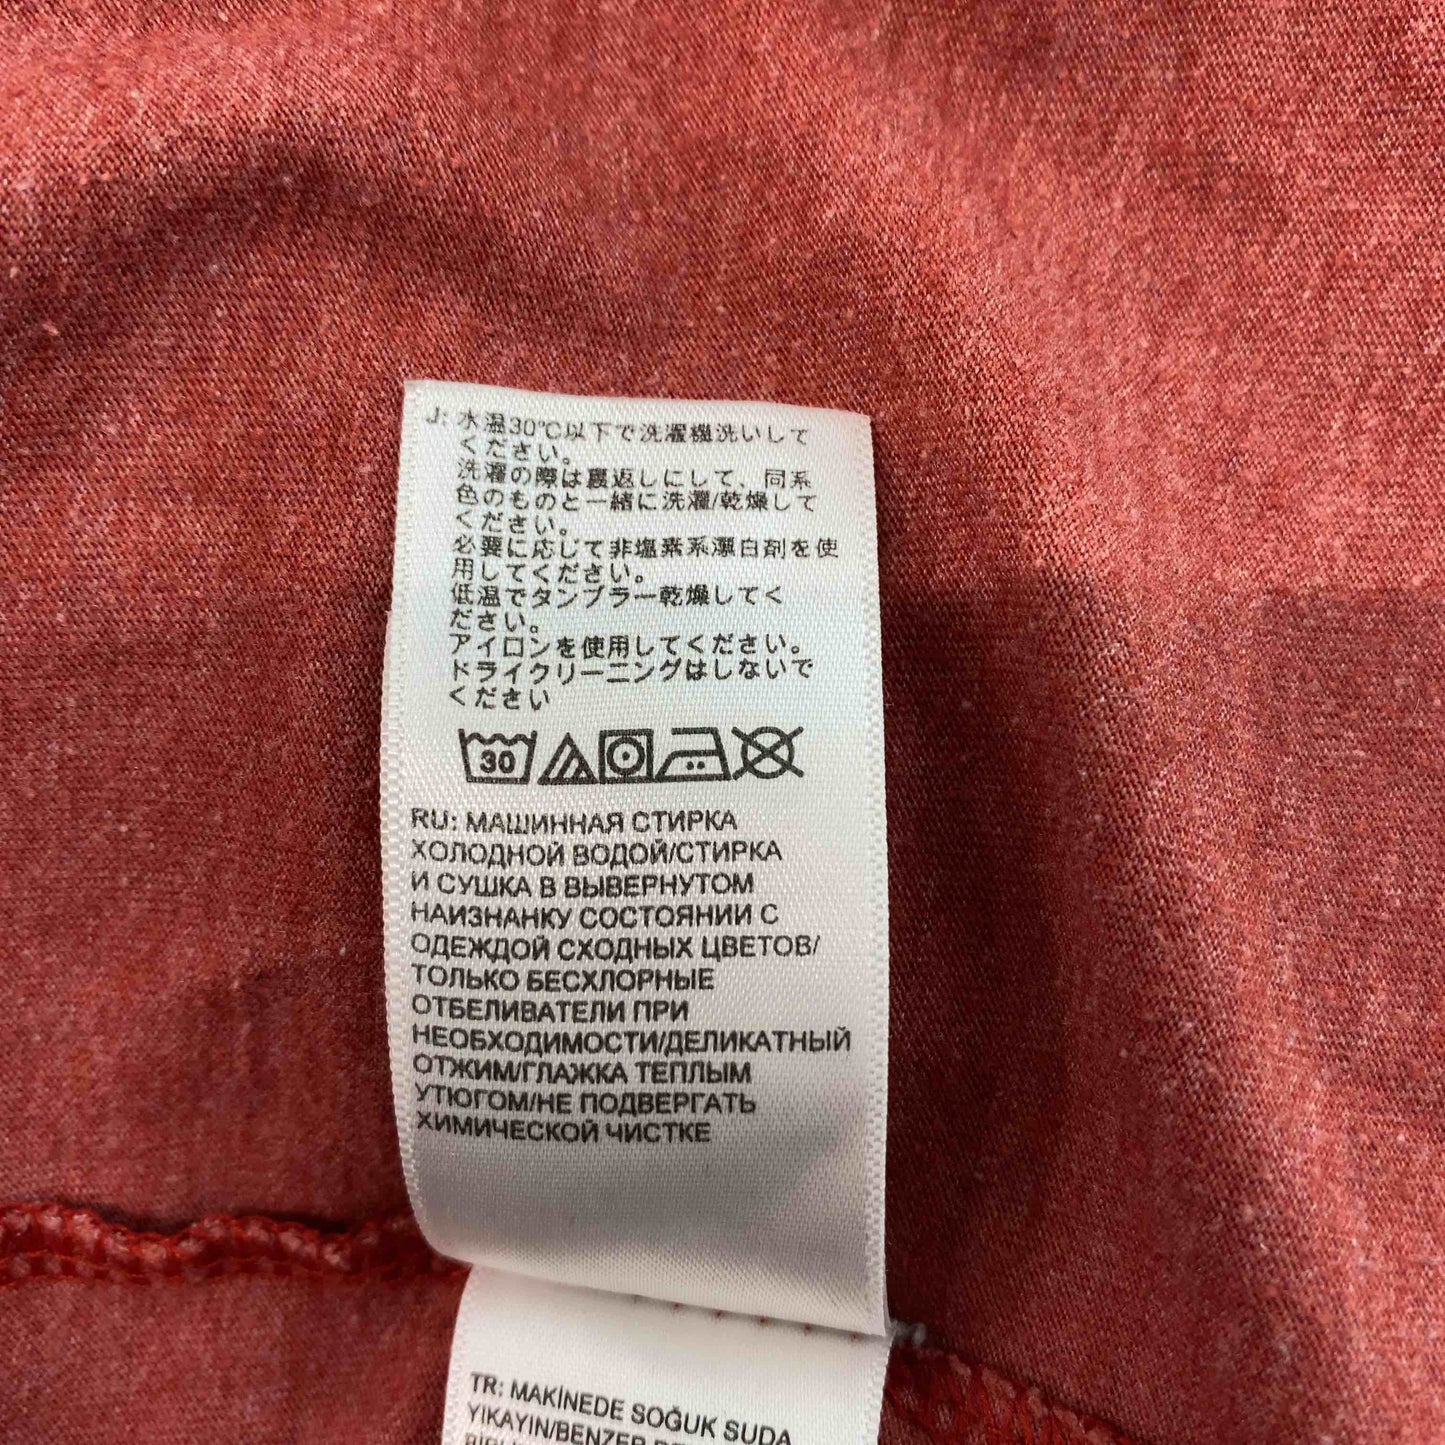 J: 水温30℃以下で洗濯機洗いして
ください。
洗濯の際は裏返しにして、同系
色のものと一緒に洗濯/乾燥して
ください。
必要に応じて非塩素系漂白剤を使
用してください。
低温でタンブラー乾燥してく
ださい。
アイロンを使用してください。
ドライクリーニングはしないで
ください
30
RU: МАШИННАЯ СТИРКА
ХОЛОДНОЙ ВОДОЙ/СТИРКА
И СУШКА В ВЫВЕРНУТОМ
НАИЗНАНКУ СОСТОЯНИИ С
ОДЕЖДОЙ СХОДНЫХ ЦВЕТОВ/
ТОЛЬКО БЕСХЛОРНЫЕ
ОТБЕЛИВАТЕЛИ ПРИ
НЕОБХОДИМОСТИ/ДЕЛИКАТНЫЙ
ОТЖИМ/ГЛАЖКА ТЕПЛЫМ
УТЮГОМ/НЕ ПОДВЕРГАТЬ
ХИМИЧЕСКОЙ ЧИСТКЕ
TR: MAKİNEDE SOĞUK SUDA
YIKAYIN/BENZER